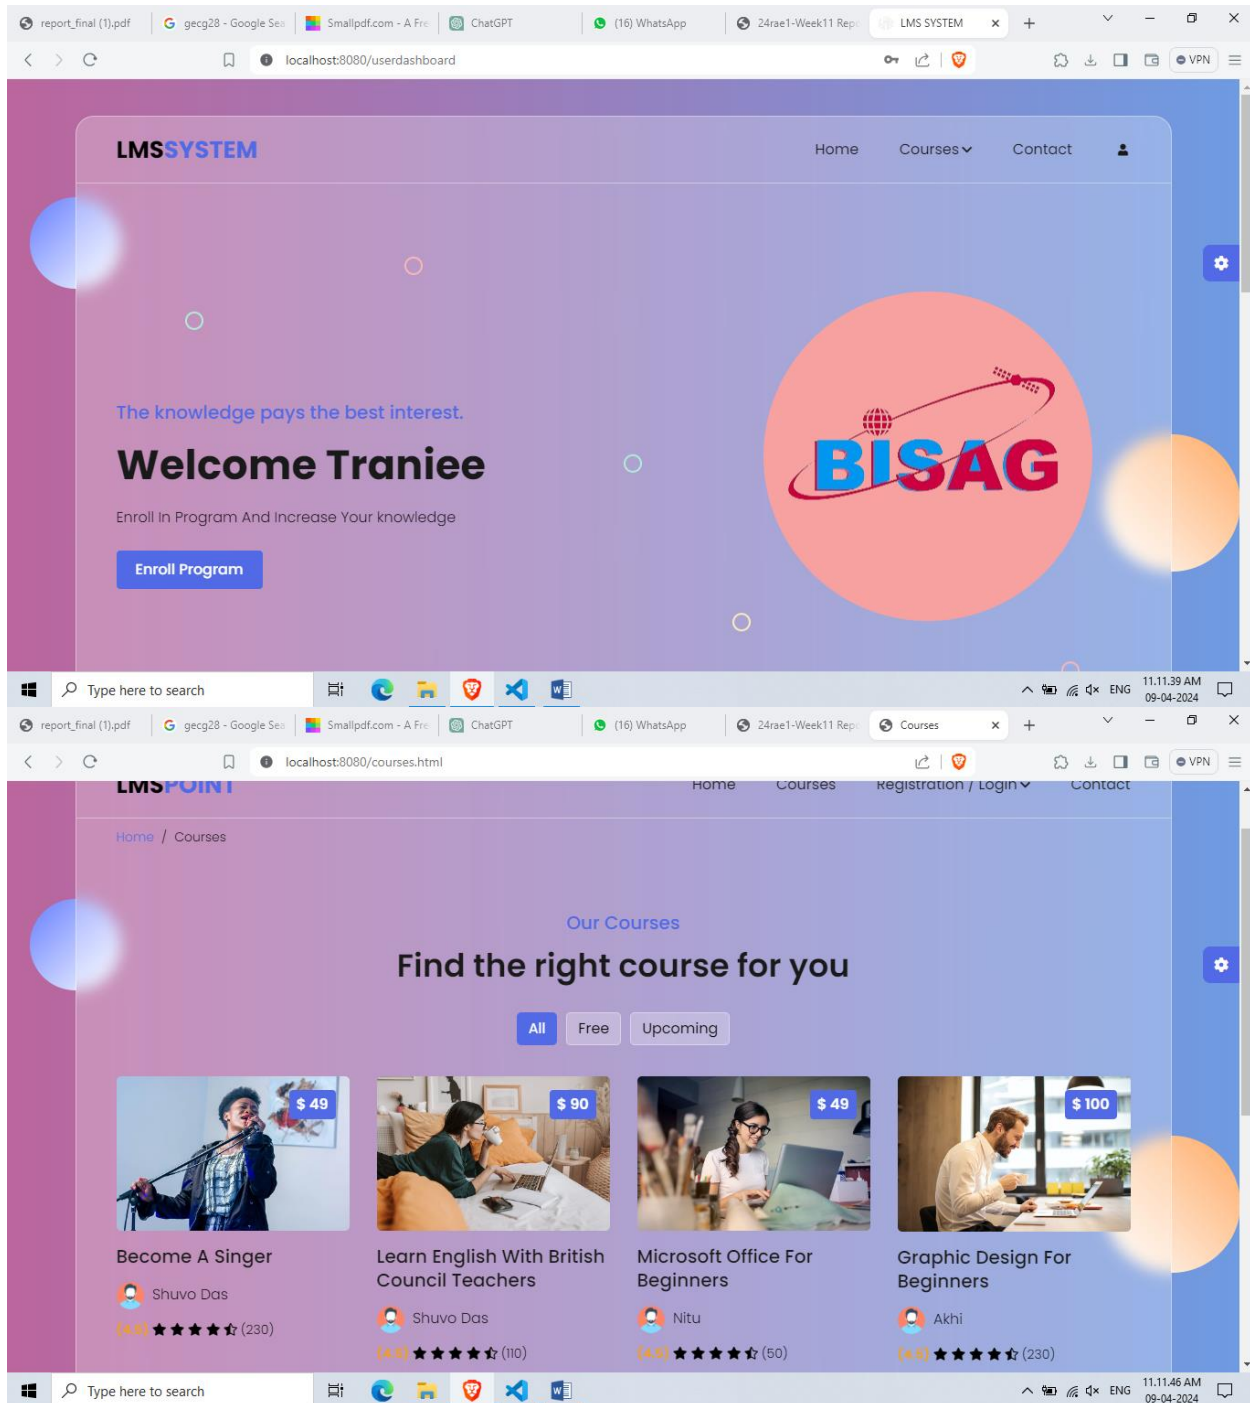 report_final (1).pdf
gecg28 - Google Sea
Smallpdf.com - A Fre
ChatGPT
(16) WhatsApp
24rae1-Week11 Rep
LMS SYSTEM
localhost:8080/userdashboard
VPN
LMSSYSTEM
Home
Courses
Contact
The knowledge pays the best interest.
Welcome Traniee
Enroll In Program And Increase Your knowledge
Enroll Program
BISAG
Type here to search
ENG
11.11.39 AM
09-04-2024
report_final (1).pdf
gecg28 - Google Sea
Smallpdf.com - A Fre
ChatGPT
(16) WhatsApp
24rae1-Week11 Rep
Courses
localhost:8080/courses.html
VPN
LMSPOINT
Home
Courses
Registration / Login
Contact
Home / Courses
Our Courses
Find the right course for you
All
Free
Upcoming
$ 49
$ 90
$ 49
$ 100
Become A Singer
Shuvo Das
(230)
Learn English With British
Council Teachers
Shuvo Das
(110)
Microsoft Office For
Beginners
Nitu
(50)
Graphic Design For
Beginners
Akhi
(230)
Type here to search
ENG
11.11.46 AM
09-04-2024